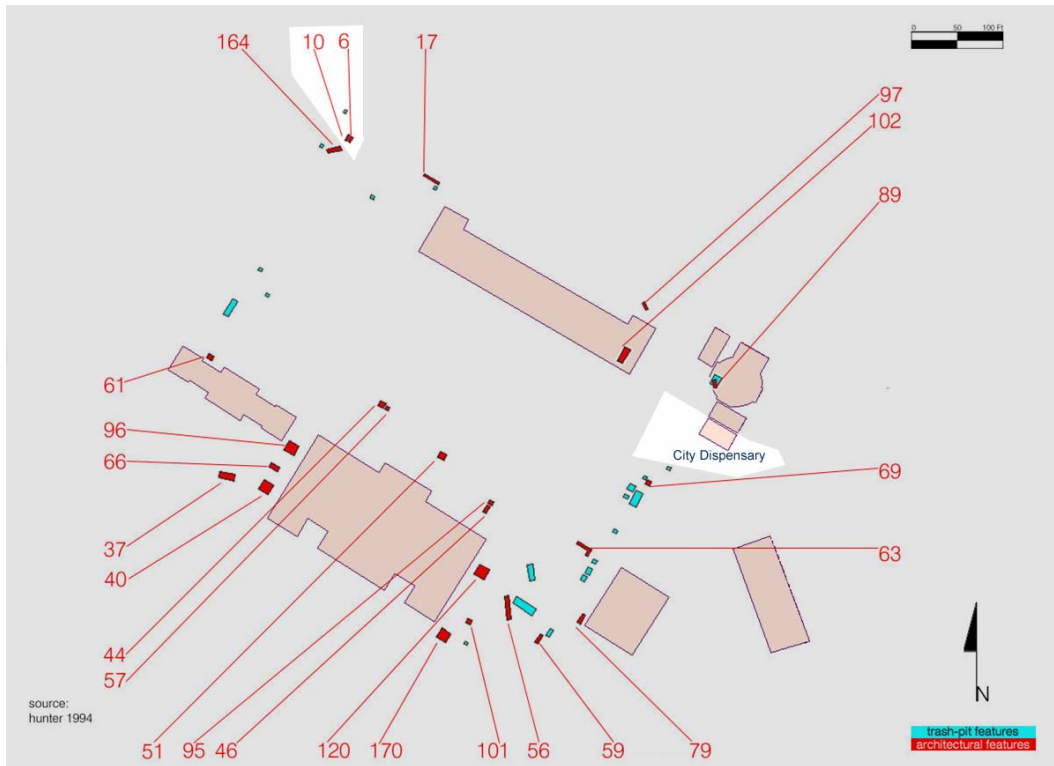 164 10 6 17
0 50 100 Ft
97
102
89
61
96
66
37
40
City Dispensary
69
63
44
57
51 95 46 120 170 101 56 59 79
source:
hunter 1994
N
trash-pit features
architectural features